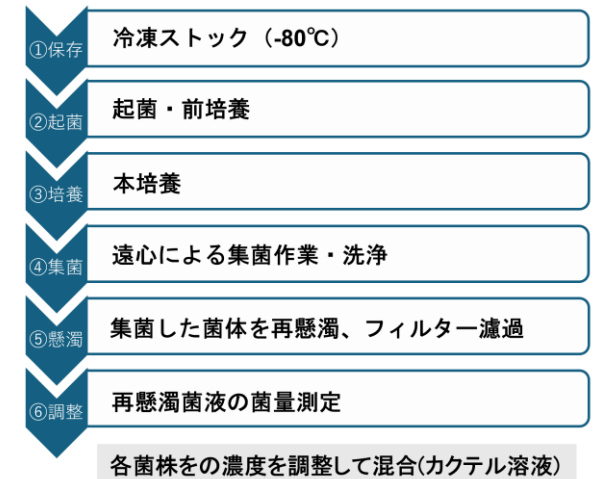 ①保存
冷凍ストック（-80℃）
②起菌
起菌・前培養
③培養
本培養
④集菌
遠心による集菌作業・洗浄
⑤懸濁
集菌した菌体を再懸濁、フィルター濾過
⑥調整
再懸濁菌液の菌量測定
各菌株をの濃度を調整して混合(カクテル溶液)